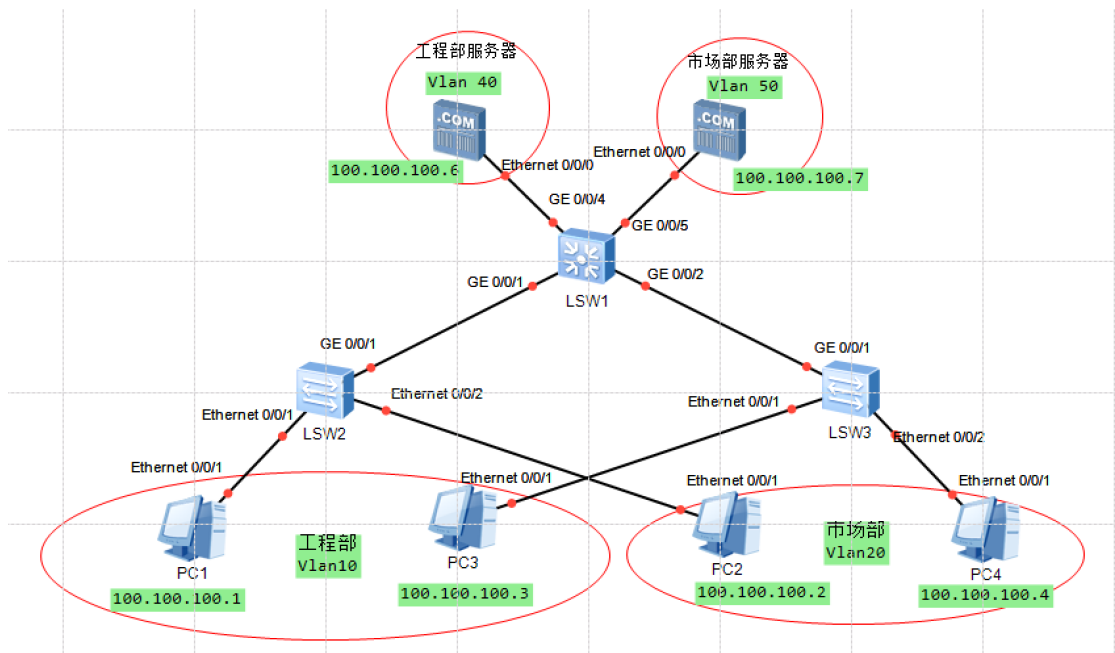 工程部服务器
Vlan 40
.COM
100.100.100.6
Ethernet 0/0/0
GE 0/0/4
市场部服务器
Vlan 50
.COM
Ethernet 0/0/0
100.100.100.7
GE 0/0/5
GE 0/0/1
GE 0/0/2
LSW1
GE 0/0/1
Ethernet 0/0/2
Ethernet 0/0/1
LSW2
GE 0/0/1
Ethernet 0/0/1
LSW3
Ethernet 0/0/2
Ethernet 0/0/1
Ethernet 0/0/1
Ethernet 0/0/1
Ethernet 0/0/1
PC1
工程部
Vlan10
PC3
100.100.100.1
100.100.100.3
PC2
市场部
Vlan20
PC4
100.100.100.2
100.100.100.4